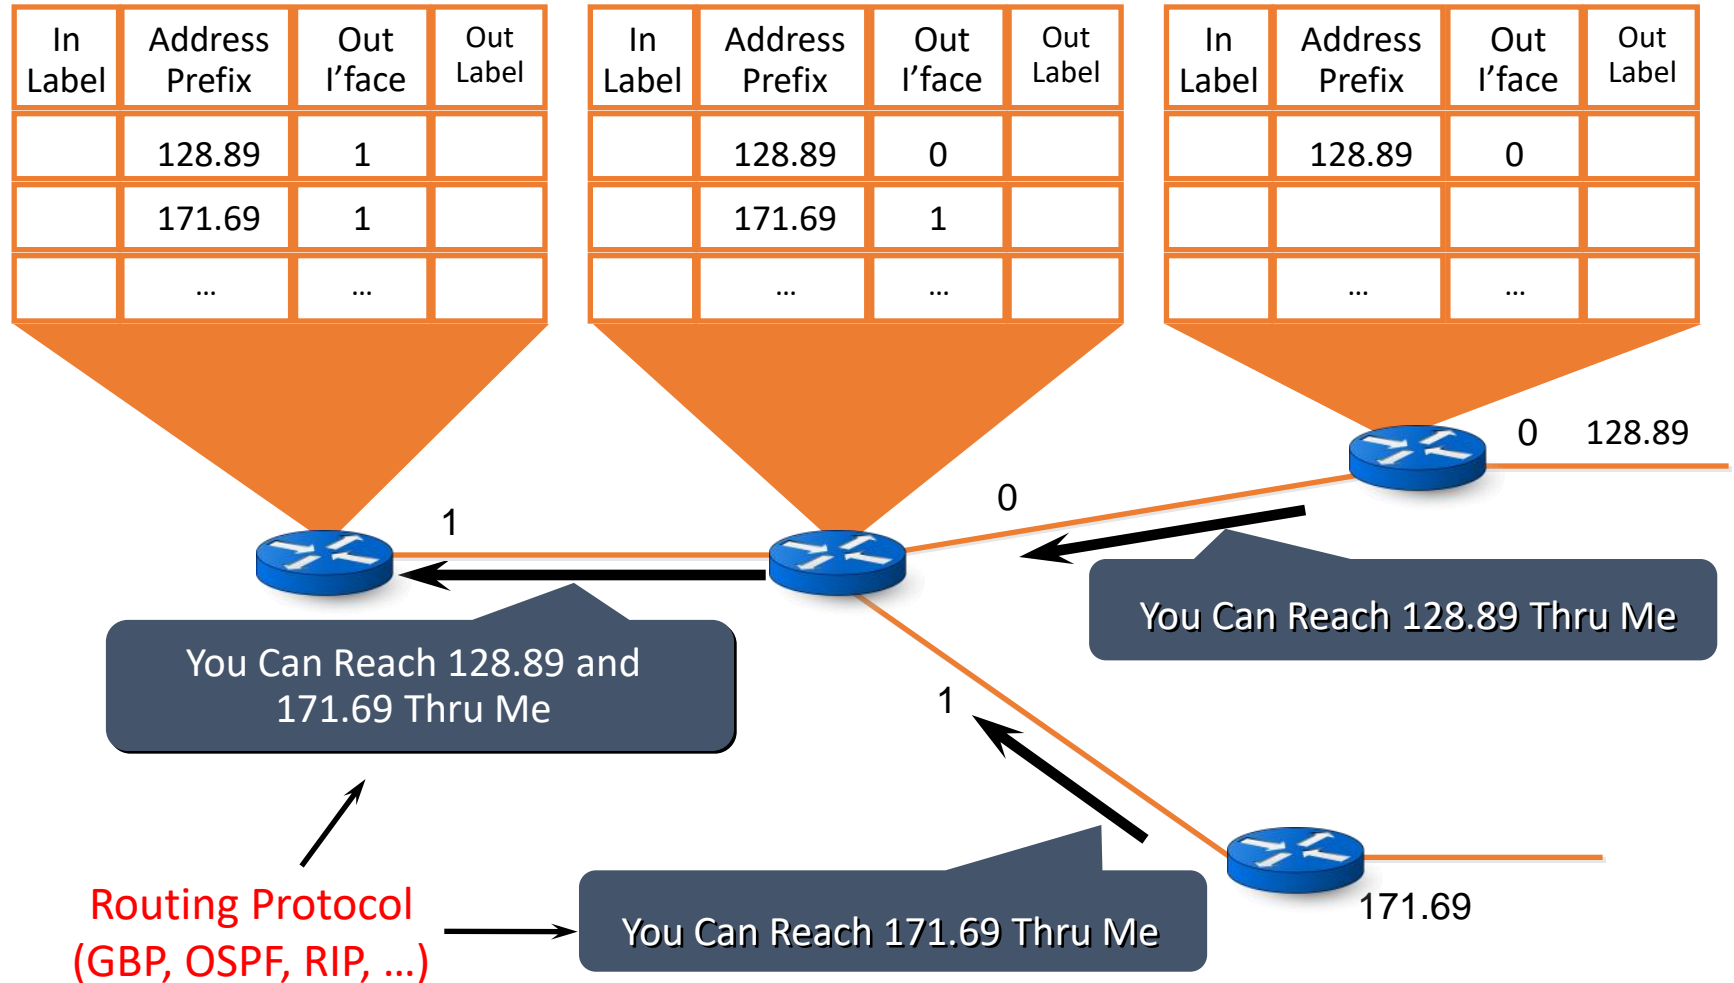 In Label Address Prefix Out I'face Out Label
128.89 1
171.69 1
... ...
In Label Address Prefix Out I'face Out Label
128.89 0
171.69 1
... ...
In Label Address Prefix Out I'face Out Label
128.89 0
... ...
0 128.89
1
0
You Can Reach 128.89 Thru Me
You Can Reach 128.89 and
171.69 Thru Me
1
171.69
Routing Protocol
(GBP, OSPF, RIP, ...)
You Can Reach 171.69 Thru Me